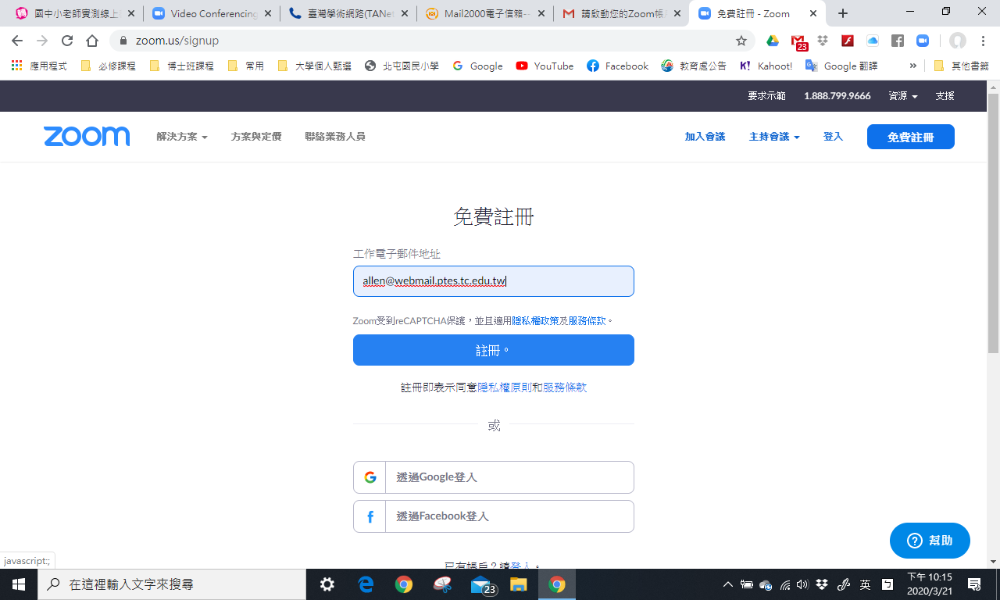 國中小老師實測線上
Video Conferencing
臺灣學術網路(TANet
Mail2000電子信箱--
請啟動您的Zoom帳
免費註冊 - Zoom
zoom.us/signup
23
應用程式
必修課程
博士班課程
常用
大學個人甄選
北屯國民小學
Google
YouTube
Facebook
教育處公告
Kahoot!
Google 翻譯
»
其他書籤
要求示範
1.888.799.9666
資源
支援
zoom
解決方案
方案與定價
聯絡業務人員
加入會議
主持會議
登入
免費註冊
免費註冊
工作電子郵件地址
allen@webmail.ptes.tc.edu.tw
Zoom受到reCAPTCHA保護，並且適用隱私權政策及服務條款。
註冊。
註冊即表示同意隱私權原則和服務條款
或
透過Google登入
透過Facebook登入
已有帳戶？請登入。
幫助
javascript:;
在這裡輸入文字來搜尋
23
英
下午 10:15
2020/3/21